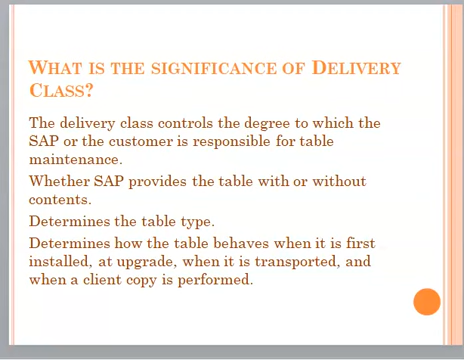 WHAT IS THE SIGNIFICANCE OF DELIVERY
CLASS?
The delivery class controls the degree to which the
SAP or the customer is responsible for table
maintenance.
Whether SAP provides the table with or without
contents.
Determines the table type.
Determines how the table behaves when it is first
installed, at upgrade, when it is transported, and
when a client copy is performed.